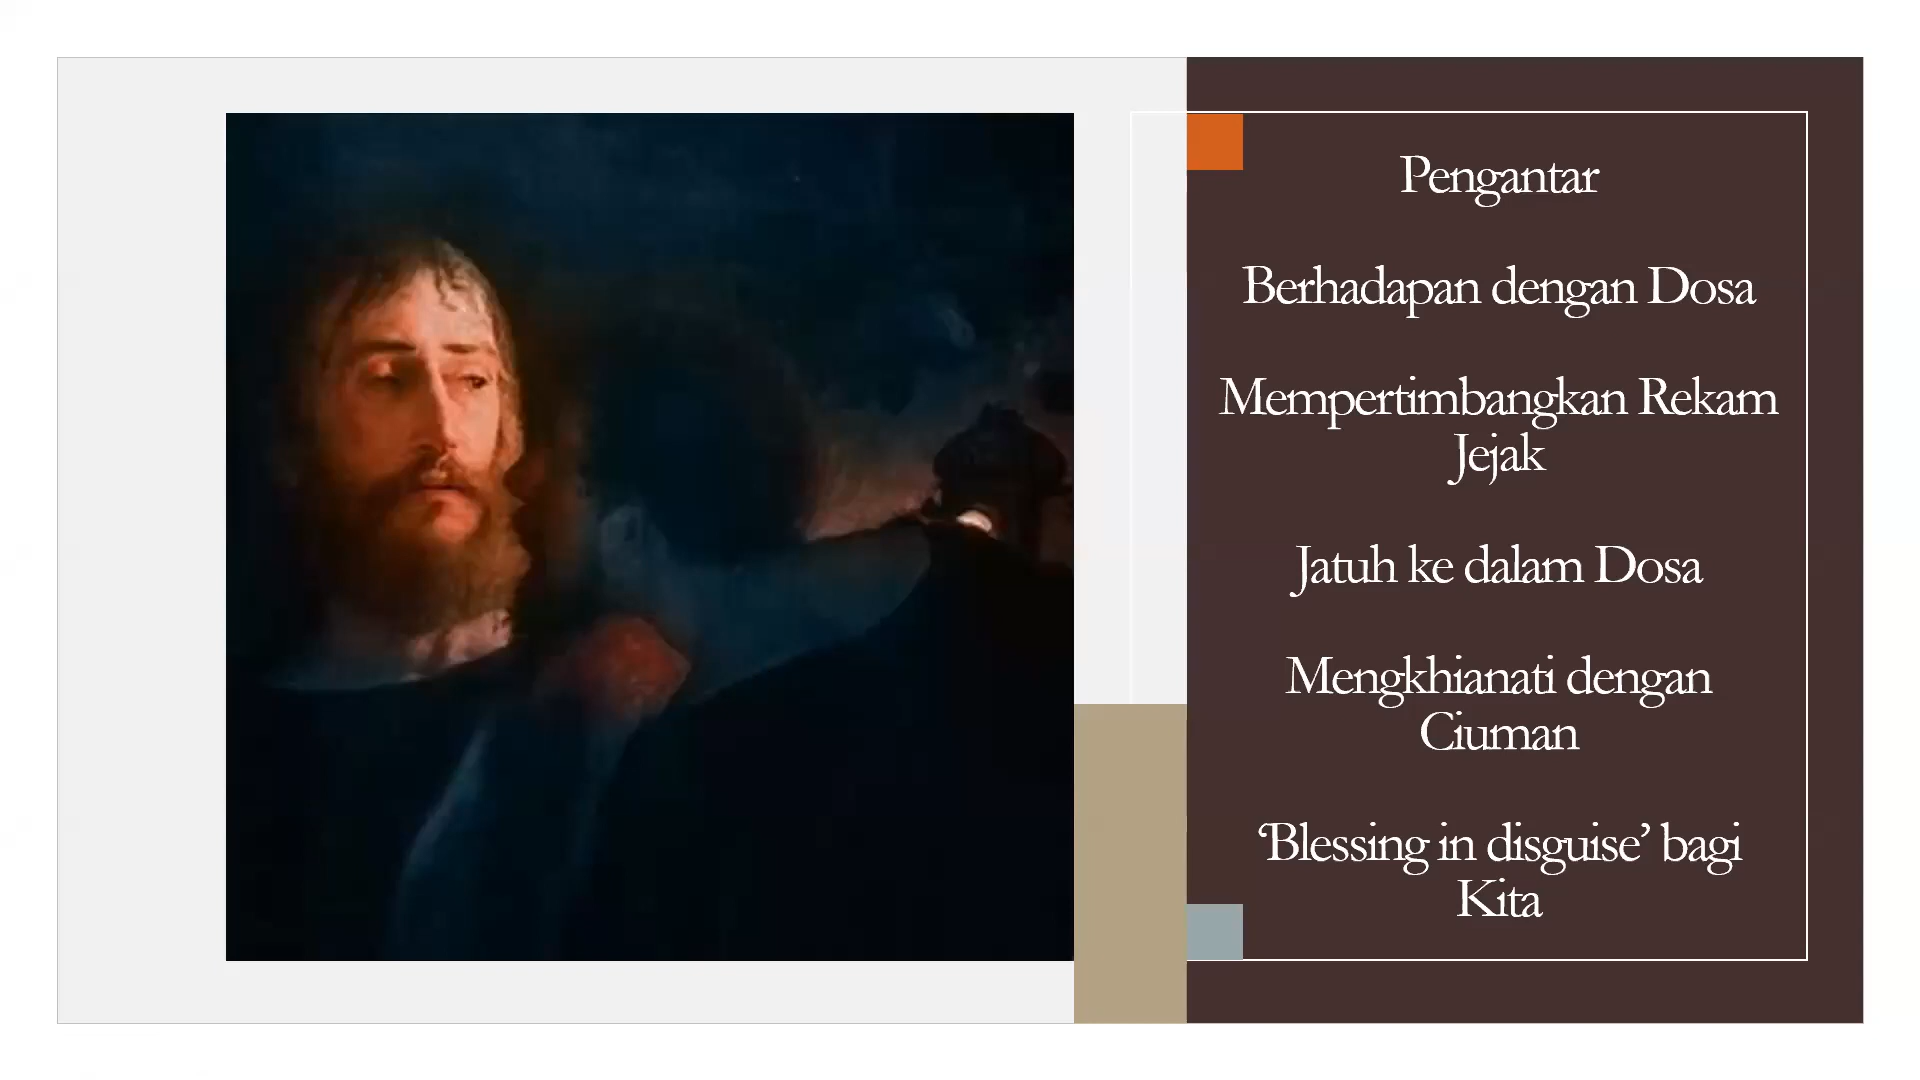 Pengantar
Berhadapan dengan Dosa
Mempertimbangkan Rekam
Jejak
Jatuh ke dalam Dosa
Mengkhianati dengan
Ciuman
‘Blessing in disguise’ bagi
Kita